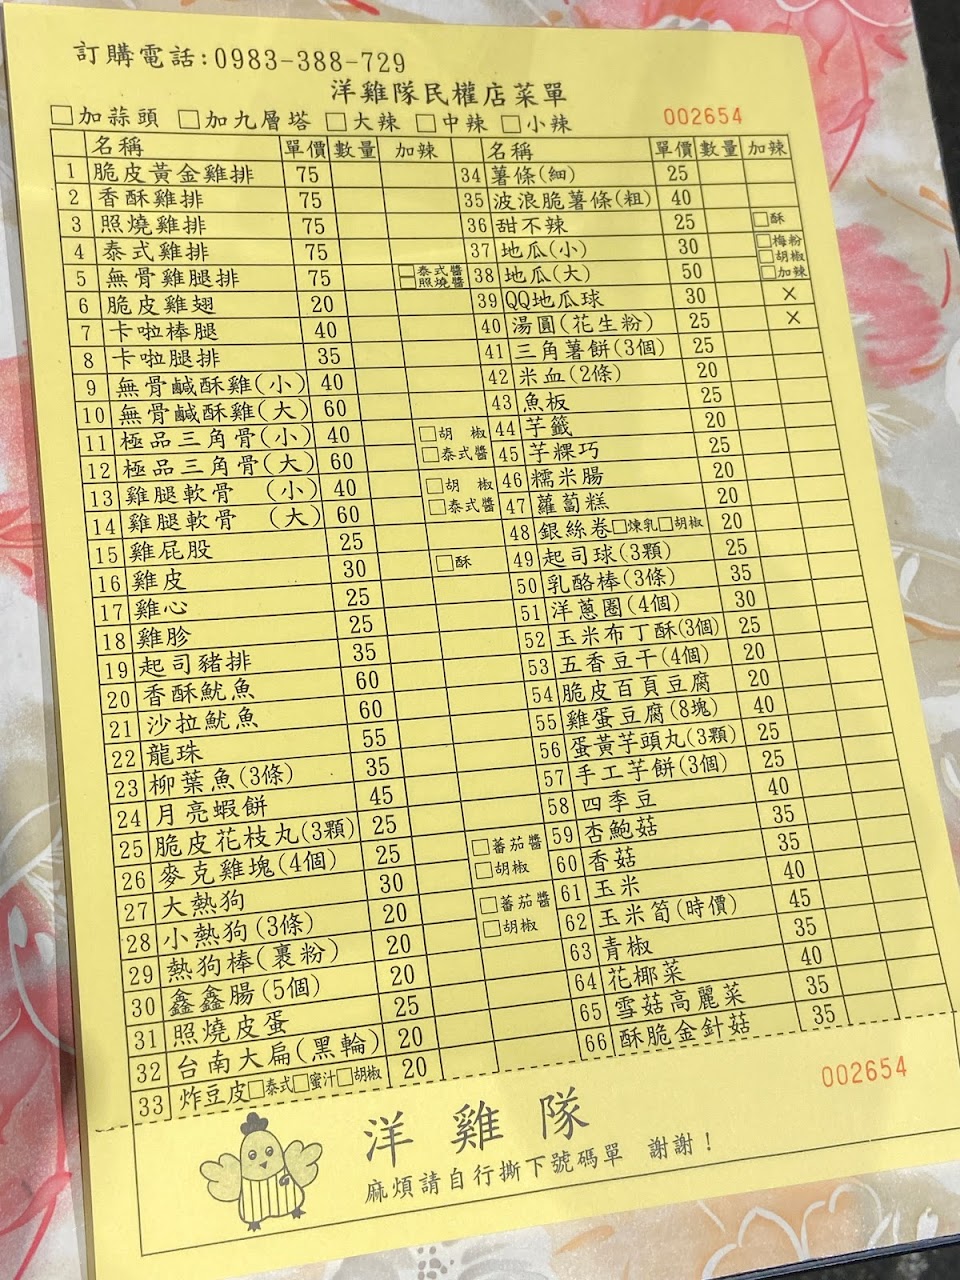 訂購電話:0983-388-729
洋雞隊民權店菜單
□加蒜頭 □加九層塔 □大辣 □中辣 □小辣 002654
名稱 單價 數量 加辣
1 脆皮黃金雞排 75
2 香酥雞排 75
3 照燒雞排 75
4 泰式雞排 75
5 無骨雞腿排 75 □泰式醬 □照燒醬
6 脆皮雞翅 20
7 卡啦棒腿 40
8 卡啦腿排 35
9 無骨鹹酥雞(小) 40
10 無骨鹹酥雞(大) 60
11 極品三角骨(小) 40 □胡椒
12 極品三角骨(大) 60 □泰式醬
13 雞腿軟骨 (小) 40 □胡椒
14 雞腿軟骨 (大) 60 □泰式醬
15 雞屁股 25
16 雞皮 30 □酥
17 雞心 25
18 雞胗 25
19 起司豬排 35
20 香酥魷魚 60
21 沙拉魷魚 60
22 龍珠 55
23 柳葉魚(3條) 35
24 月亮蝦餅 45
25 脆皮花枝丸(3顆) 25
26 麥克雞塊(4個) 25 □蕃茄醬 □胡椒
27 大熱狗 30
28 小熱狗(3條) 20 □蕃茄醬 □胡椒
29 熱狗棒(裹粉) 20
30 鑫鑫腸(5個) 20
31 照燒皮蛋 25
32 台南大扁(黑輪) 20
33 炸豆皮□泰式□蜜汁□胡椒 20
名稱 單價 數量 加辣
34 薯條(細) 25
35 波浪脆薯條(粗) 40
36 甜不辣 25 □酥
37 地瓜(小) 30 □梅粉 □胡椒
38 地瓜(大) 50 □加辣
39 QQ地瓜球 30 ×
40 湯圓(花生粉) 25 ×
41 三角薯餅(3個) 25
42 米血(2條) 20
43 魚板 25
44 芋籤 20
45 芋粿巧 25
46 糯米腸 20
47 蘿蔔糕 20
48 銀絲卷□煉乳□胡椒 20
49 起司球(3顆) 25
50 乳酪棒(3條) 35
51 洋蔥圈(4個) 30
52 玉米布丁酥(3個) 25
53 五香豆干(4個) 20
54 脆皮百頁豆腐 20
55 雞蛋豆腐(8塊) 40
56 蛋黃芋頭丸(3顆) 25
57 手工芋餅(3個) 25
58 四季豆 40
59 杏鮑菇 35
60 香菇 35
61 玉米 40
62 玉米筍(時價) 45
63 青椒 35
64 花椰菜 40
65 雪菇高麗菜 35
66 酥脆金針菇 35
002654
洋雞隊
麻煩請自行撕下號碼單 謝謝!